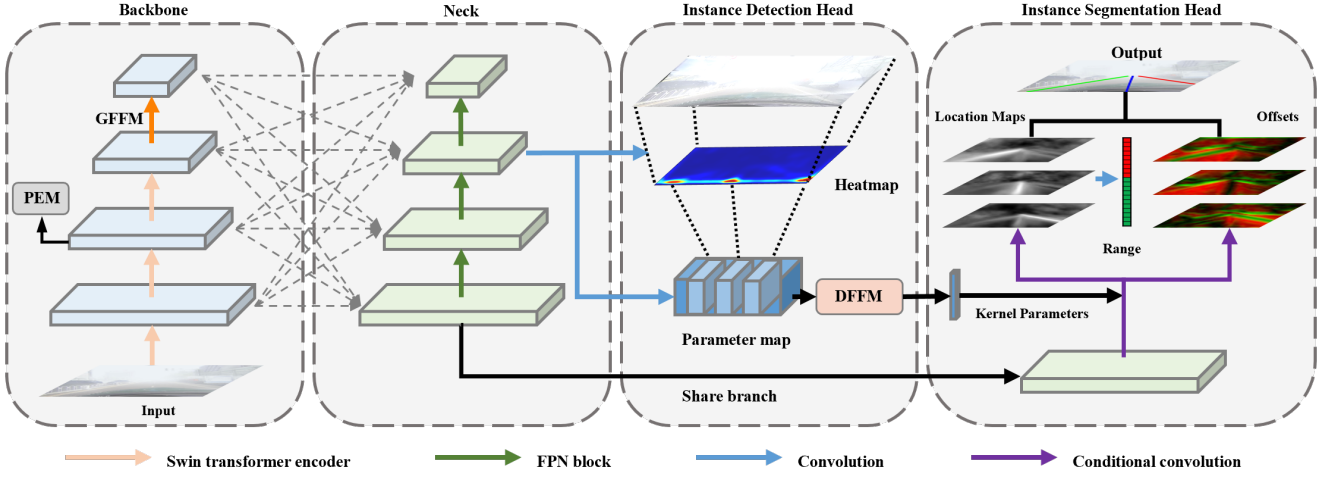 Backbone
Neck
Instance Detection Head
Instance Segmentation Head
GFFM
PEM
Input
Heatmap
Parameter map
DFFM
Share branch
Output
Location Maps
Offsets
Range
Kernel Parameters
Swin transformer encoder
FPN block
Convolution
Conditional convolution